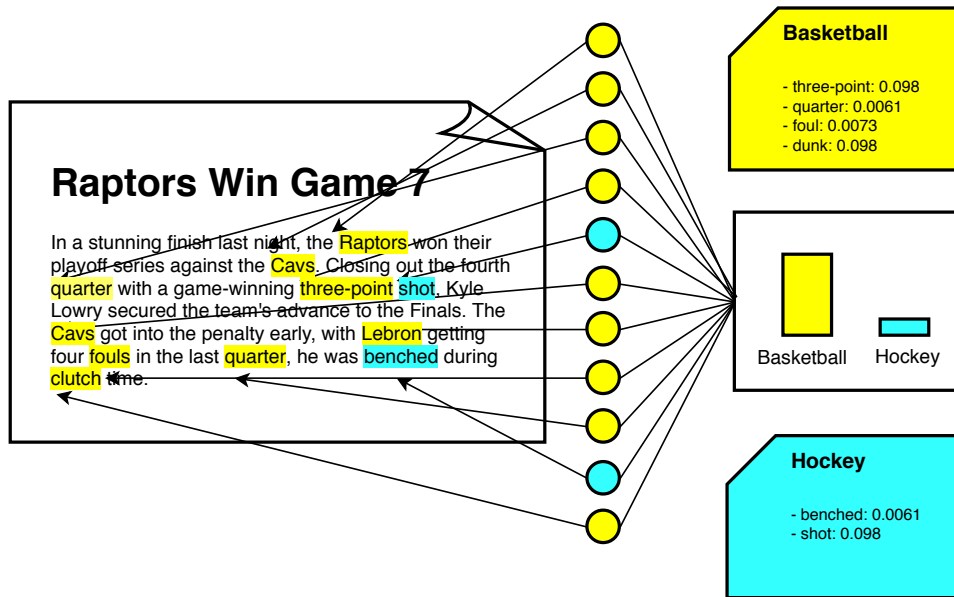 Raptors Win Game 7
In a stunning finish last night, the Raptors won their
playoff series against the Cavs. Closing out the fourth
quarter with a game-winning three-point shot, Kyle
Lowry secured the team's advance to the Finals. The
Cavs got into the penalty early, with Lebron getting
four fouls in the last quarter, he was benched during
clutch time.
Basketball
- three-point: 0.098
- quarter: 0.0061
- foul: 0.0073
- dunk: 0.098
Basketball
Hockey
Hockey
- benched: 0.0061
- shot: 0.098